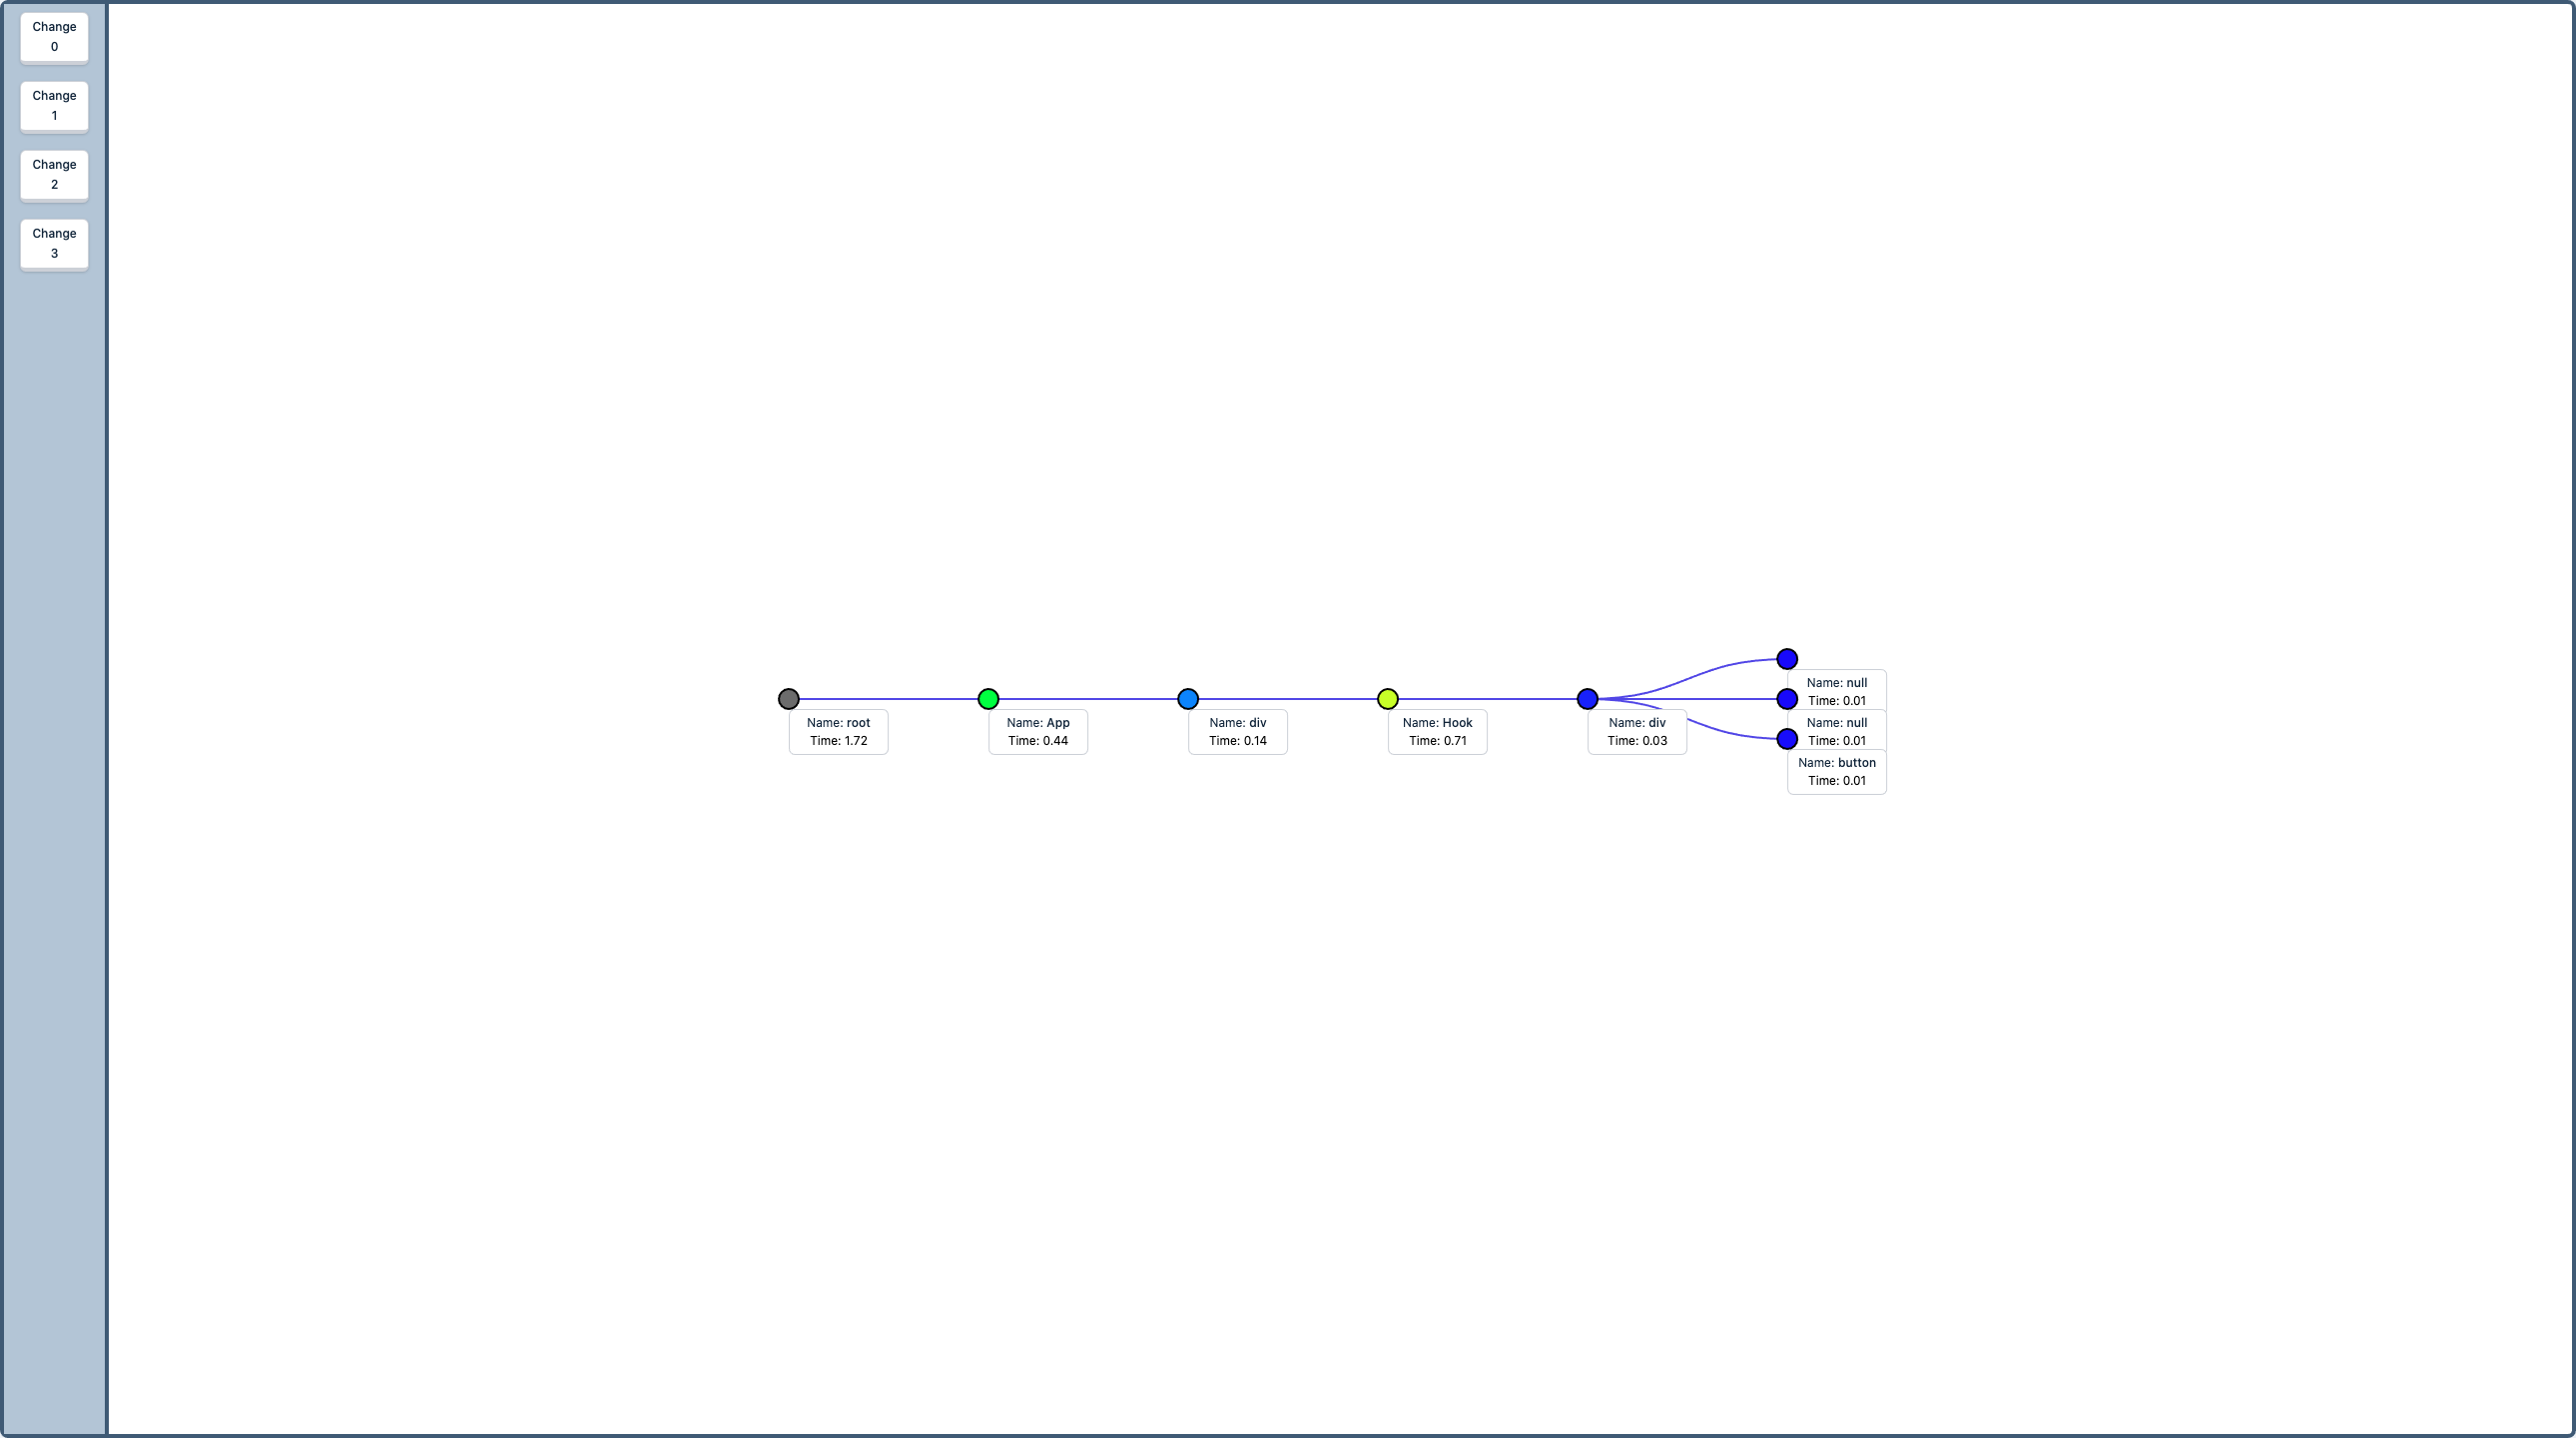 Change
0
Change
1
Change
2
Change
3
Name: root
Time: 1.72
Name: App
Time: 0.44
Name: div
Time: 0.14
Name: Hook
Time: 0.71
Name: div
Time: 0.03
Name: null
Time: 0.01
Name: null
Time: 0.01
Name: button
Time: 0.01